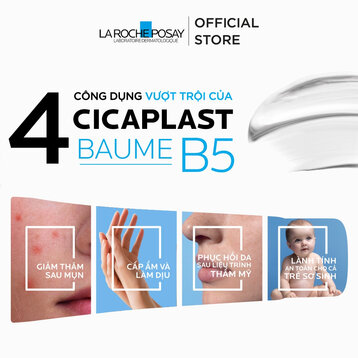 LA ROCHE POSAY
LABORATOIRE DERMATOLOGIQUE
OFFICIAL
STORE
4
CÔNG DỤNG VƯỢT TRỘI CỦA
CICAPLAST
BAUME B5
GIẢM THÂM
SAU MỤN
CẤP ẨM VÀ
LÀM DỊU
PHỤC HỒI DA
SAU LIỆU TRÌNH
THẨM MỸ
LÀNH TÍNH
AN TOÀN CHO CẢ
TRẺ SƠ SINH